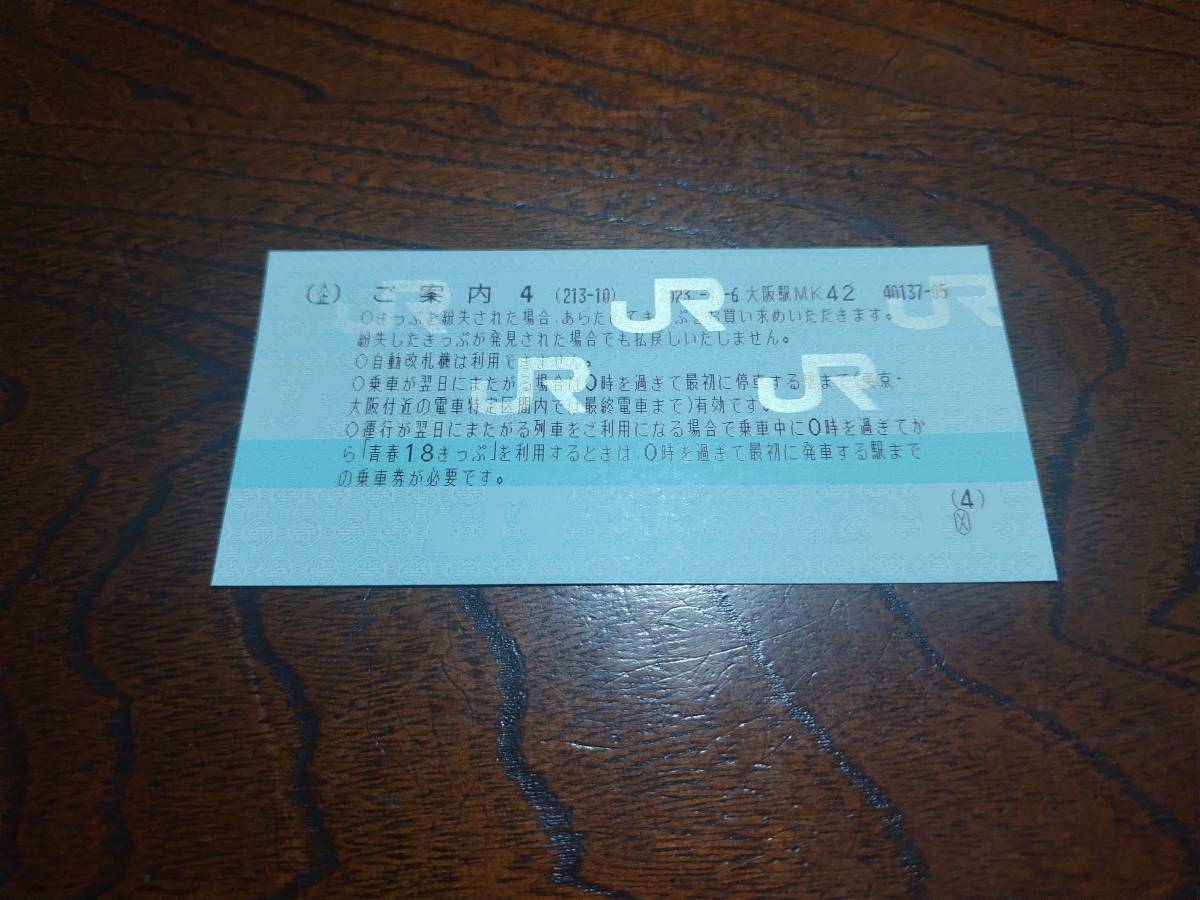 (企) ご案内 4 (213-10) 023.-6 大阪駅MK42 40137-05
○きっぷを紛失された場合、あらためてきっぷをお買い求めいただきます。
紛失したきっぷが発見された場合でも払戻しいたしません。
○自動改札機は利用できません。
○乗車が翌日にまたがる場合は0時を過ぎて最初に停車する駅まで(東京・
大阪付近の電車特定区間内では最終電車まで)有効です。
○運行が翌日にまたがる列車をご利用になる場合で乗車中に0時を過ぎてか
ら「青春18きっぷ」を利用するときは、0時を過ぎて最初に発車する駅まで
の乗車券が必要です。
(4)
JR
JR
JR
JR
JR